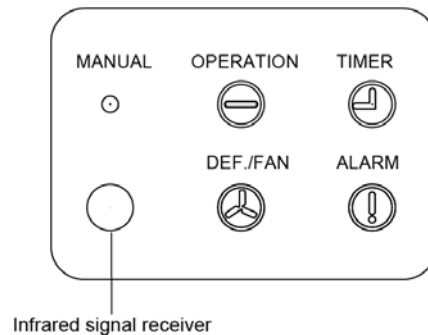 MANUAL OPERATION TIMER
DEF./FAN ALARM
Infrared signal receiver